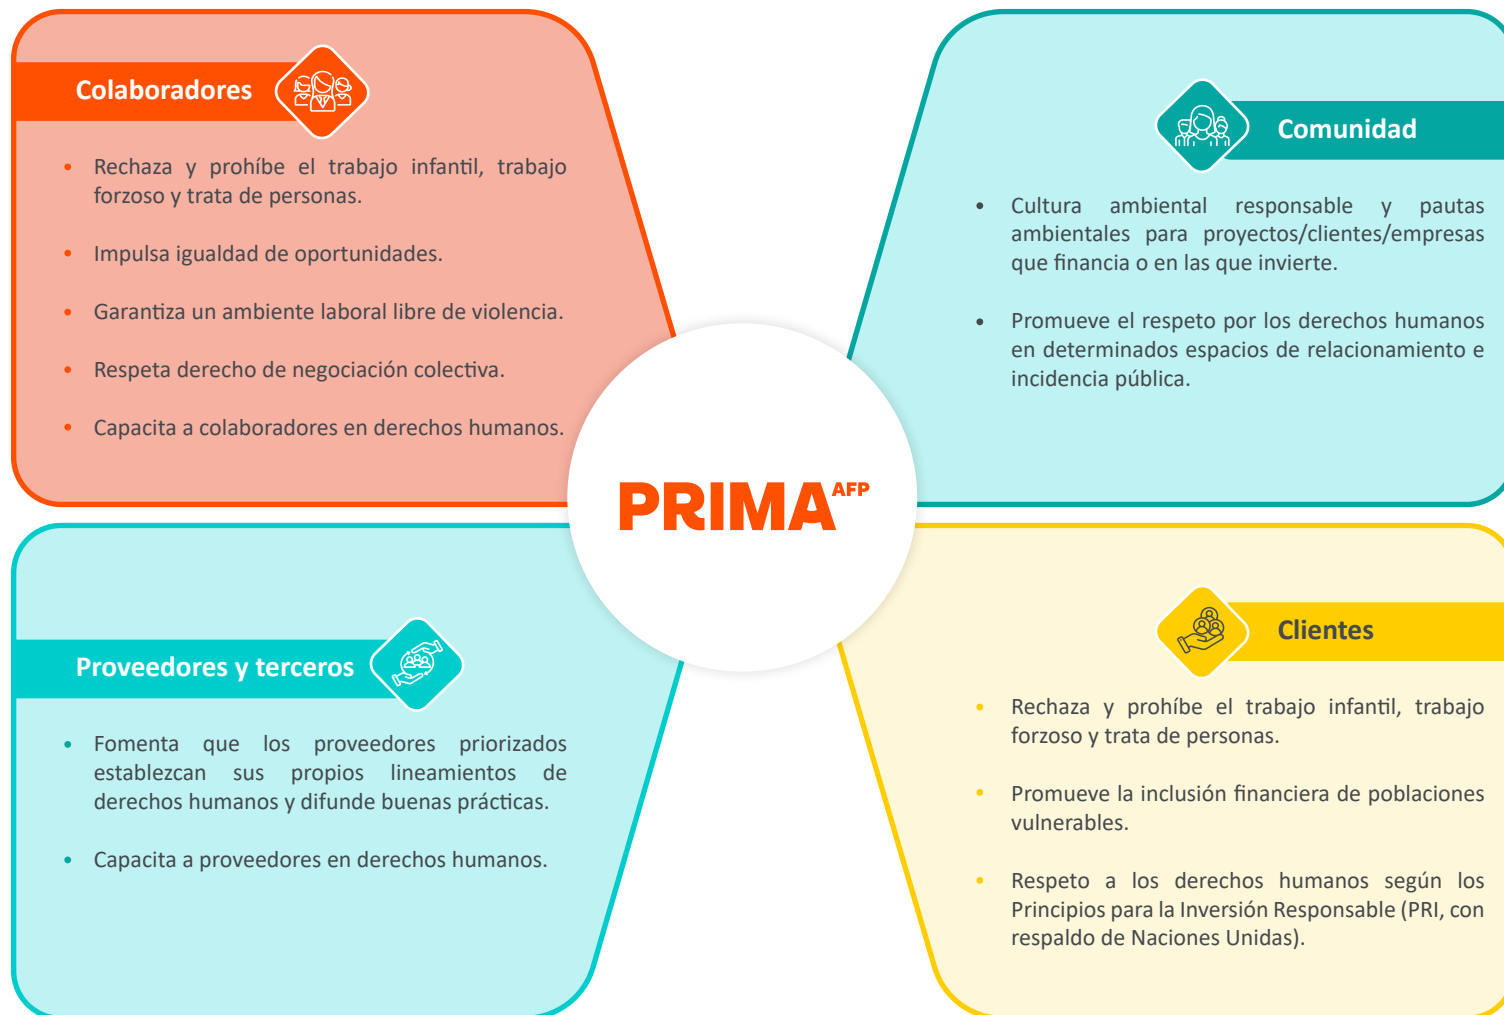 Colaboradores
• Rechaza y prohíbe el trabajo infantil, trabajo
forzoso y trata de personas.
• Impulsa igualdad de oportunidades.
• Garantiza un ambiente laboral libre de violencia.
• Respeta derecho de negociación colectiva.
• Capacita a colaboradores en derechos humanos.
Comunidad
• Cultura ambiental responsable y pautas
ambientales para proyectos/clientes/empresas
que financia o en las que invierte.
• Promueve el respeto por los derechos humanos
en determinados espacios de relacionamiento e
incidencia pública.
PRIMA AFP
Proveedores y terceros
• Fomenta que los proveedores priorizados
establezcan sus propios lineamientos de
derechos humanos y difunde buenas prácticas.
• Capacita a proveedores en derechos humanos.
Clientes
• Rechaza y prohíbe el trabajo infantil, trabajo
forzoso y trata de personas.
• Promueve la inclusión financiera de poblaciones
vulnerables.
• Respeto a los derechos humanos según los
Principios para la Inversión Responsable (PRI, con
respaldo de Naciones Unidas).